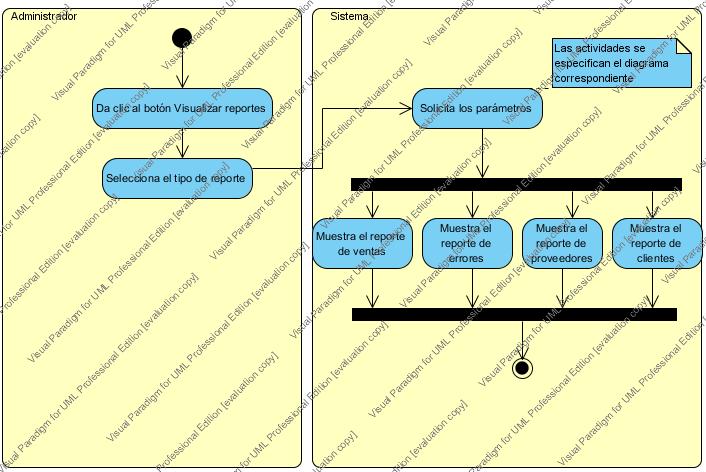 Administrador
Sistema
Las actividades se
especifican el diagrama
correspondiente
Da clic al botón Visualizar reportes
Selecciona el tipo de reporte
Solicita los parámetros
Muestra el reporte
de ventas
Muestra el
reporte de
errores
Muestra el
reporte de
proveedores
Muestra el
reporte de
clientes
Visual Paradigm for UML Professional Edition [evaluation copy]